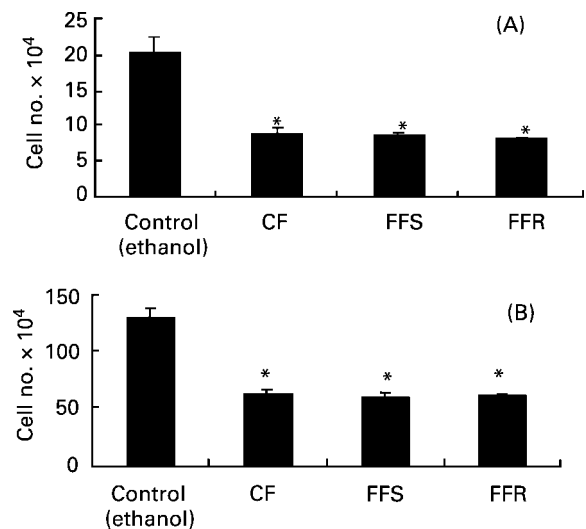 (A)
Cell no. × 10⁴
25
20
15
10
5
0
*
*
*
Control
(ethanol)
CF
FFS
FFR
(B)
Cell no. × 10⁴
150
100
50
0
*
*
*
Control
(ethanol)
CF
FFS
FFR